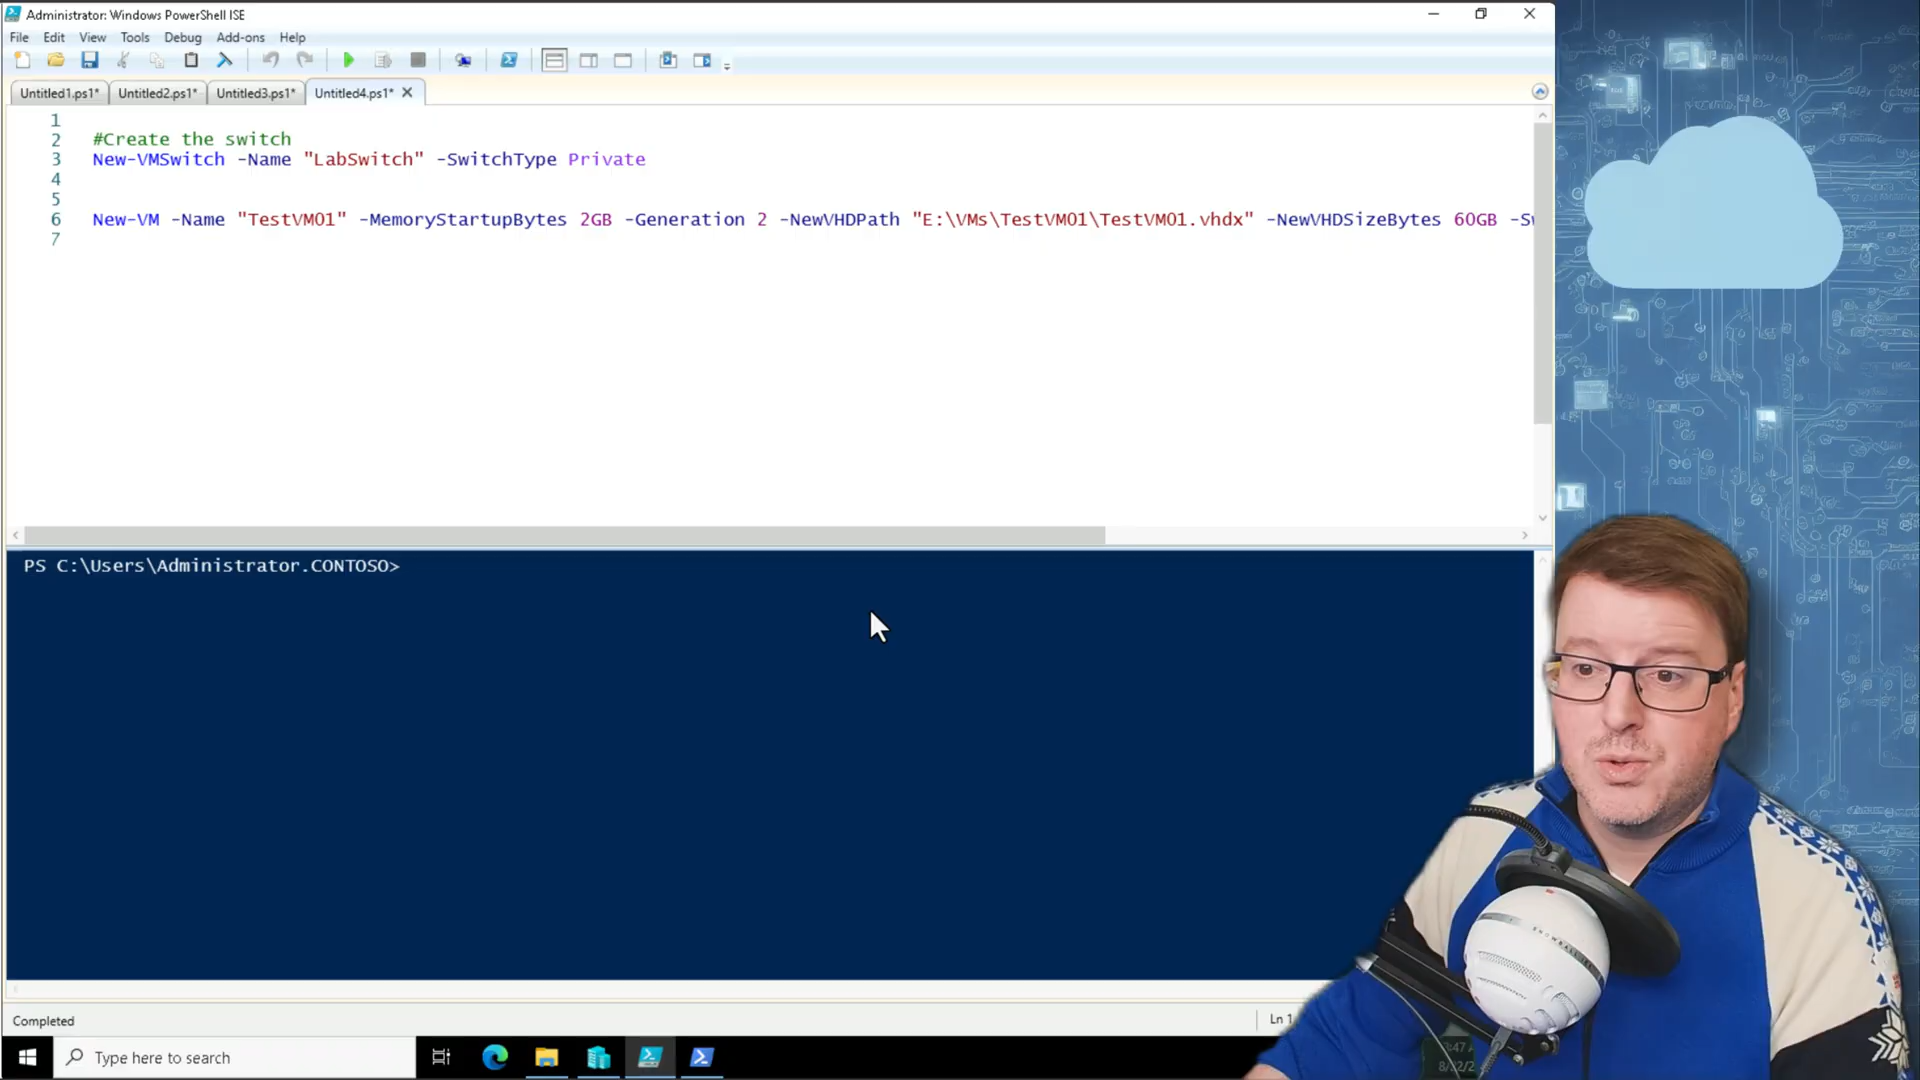 Administrator: Windows PowerShell ISE
File Edit View Tools Debug Add-ons Help
Untitled1.ps1* Untitled2.ps1* Untitled3.ps1* Untitled4.ps1*
1
2 #Create the switch
3 New-VMSwitch -Name "LabSwitch" -SwitchType Private
4
5
6 New-VM -Name "TestVM01" -MemoryStartupBytes 2GB -Generation 2 -NewVHDPath "E:\VMs\TestVM01\TestVM01.vhdx" -NewVHDSizeBytes 60GB
7
PS C:\Users\Administrator.CONTOSO>
Completed
Ln 1
Type here to search